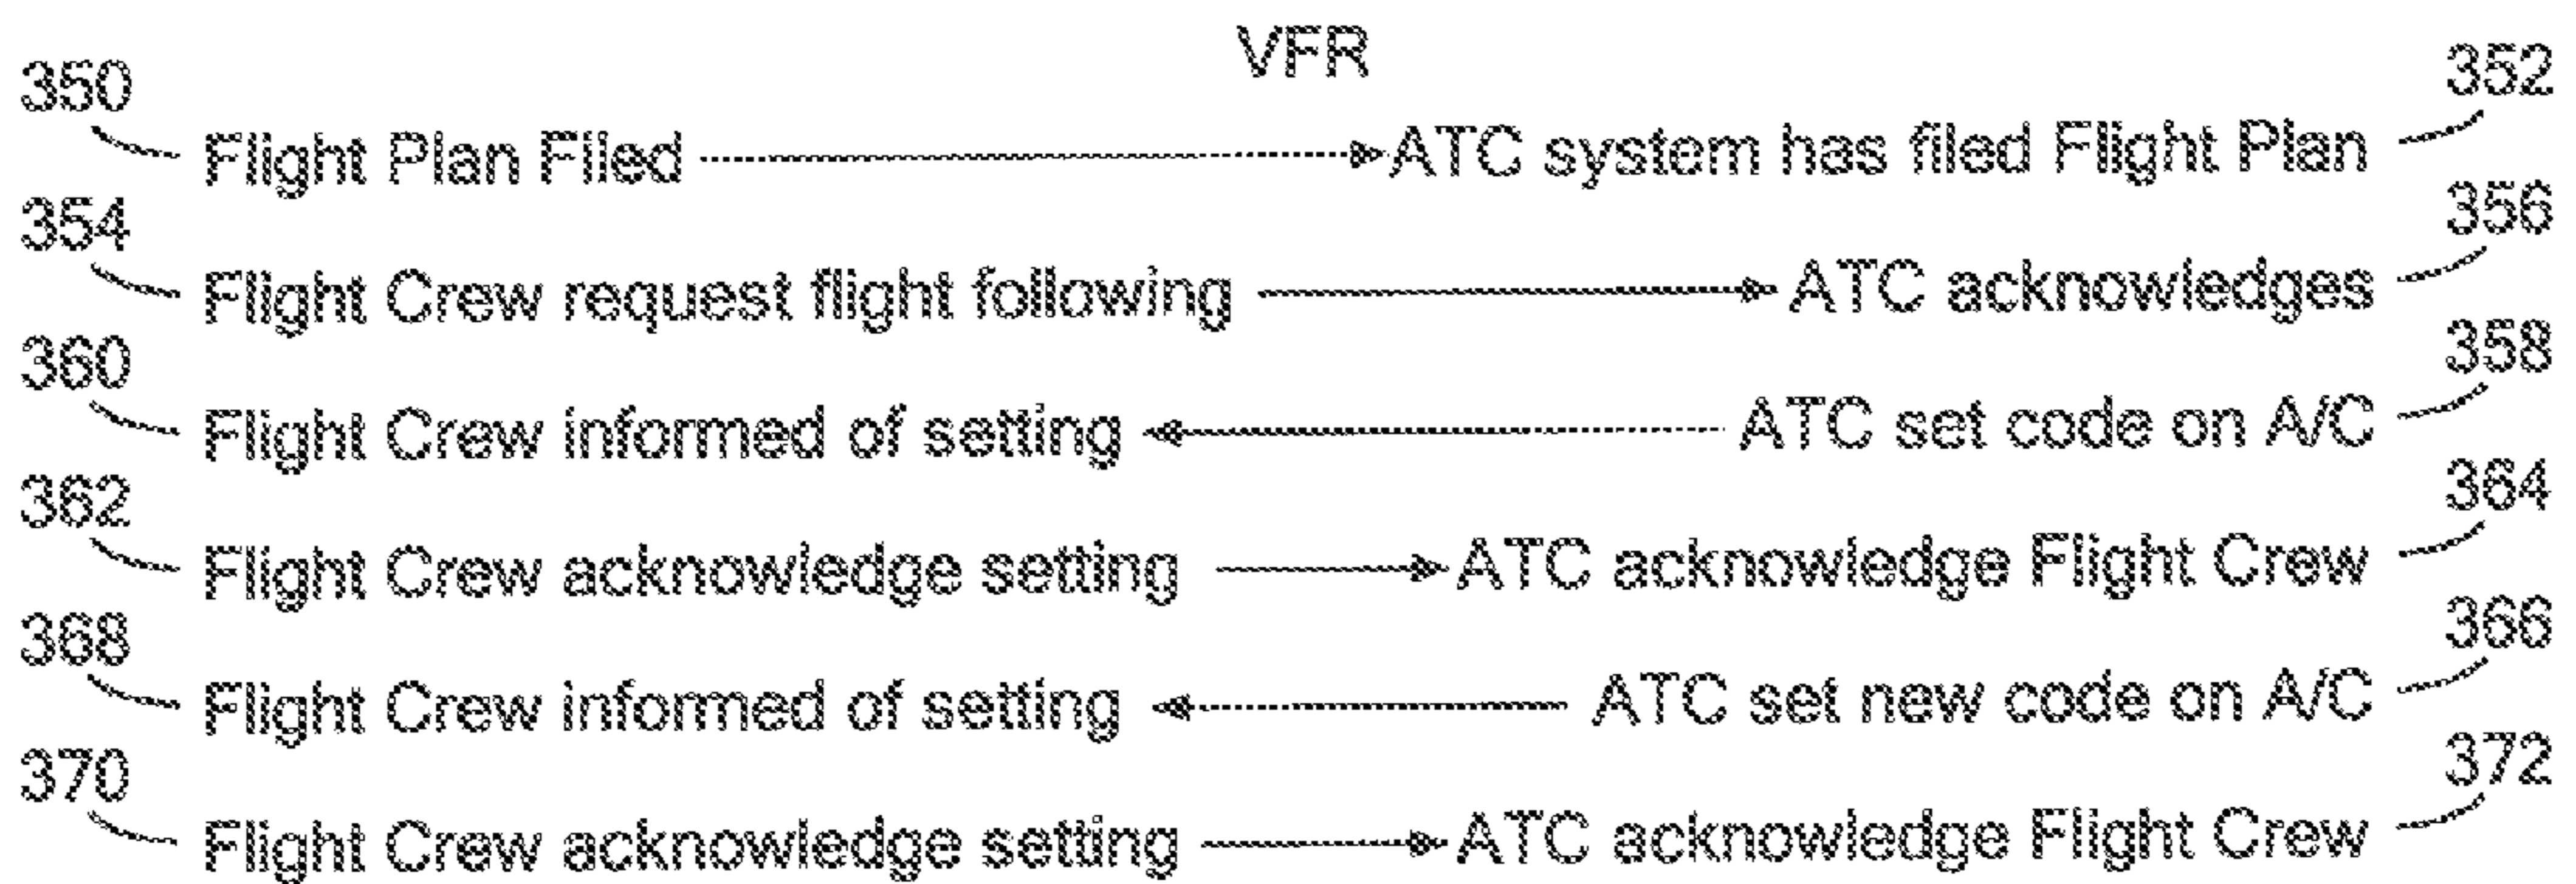 VFR
350 Flight Plan Filed ATC system has filed Flight Plan 352
354 Flight Crew request flight following ATC acknowledges 356
360 Flight Crew informed of setting ATC set code on A/C 358
362 Flight Crew acknowledge setting ATC acknowledge Flight Crew 364
368 Flight Crew informed of setting ATC set new code on A/C 366
370 Flight Crew acknowledge setting ATC acknowledge Flight Crew 372